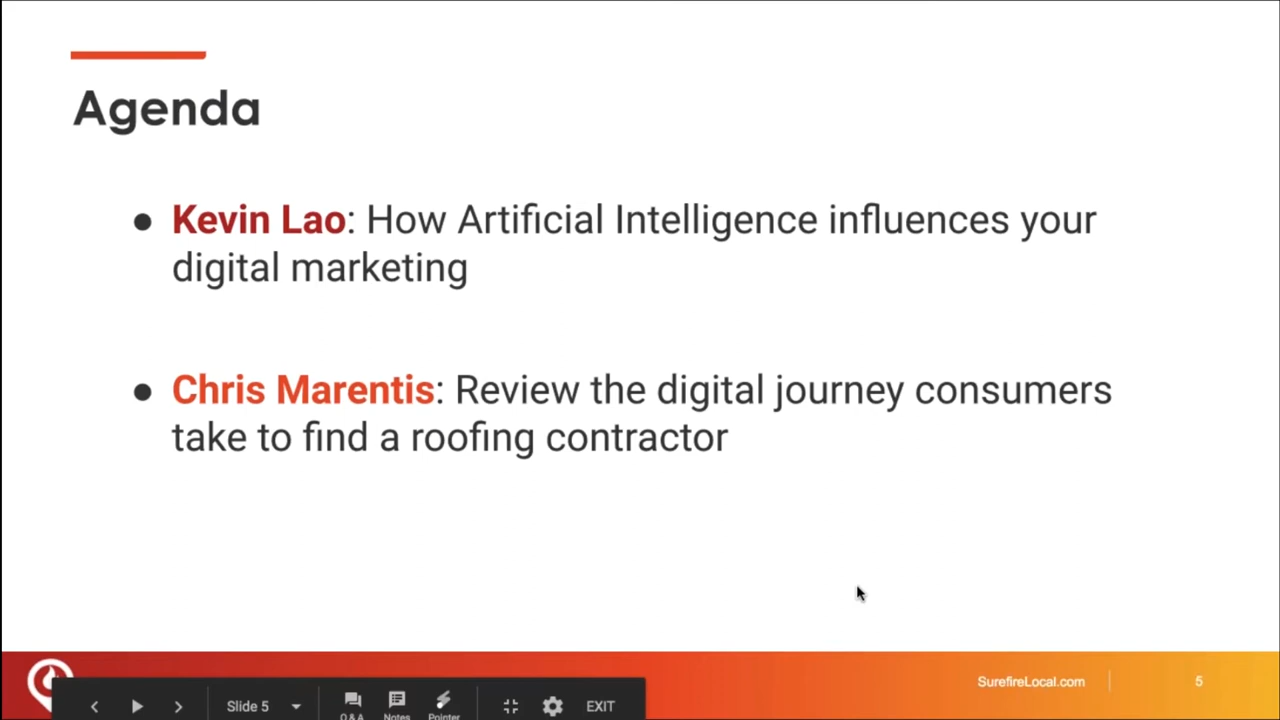 Agenda
● Kevin Lao: How Artificial Intelligence influences your
digital marketing
● Chris Marentis: Review the digital journey consumers
take to find a roofing contractor
SurefireLocal.com 5
Slide 5 Q&A Notes Pointer EXIT